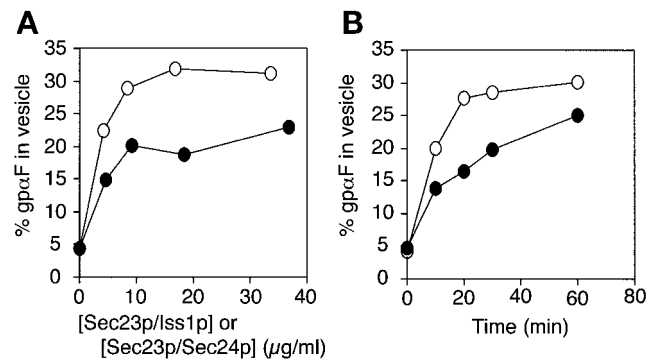 A
% gpαF in vesicle
35
30
25
20
15
10
5
0
0 10 20 30 40
[Sec23p/Iss1p] or
[Sec23p/Sec24p] (μg/ml)
B
% gpαF in vesicle
35
30
25
20
15
10
5
0
0 20 40 60 80
Time (min)